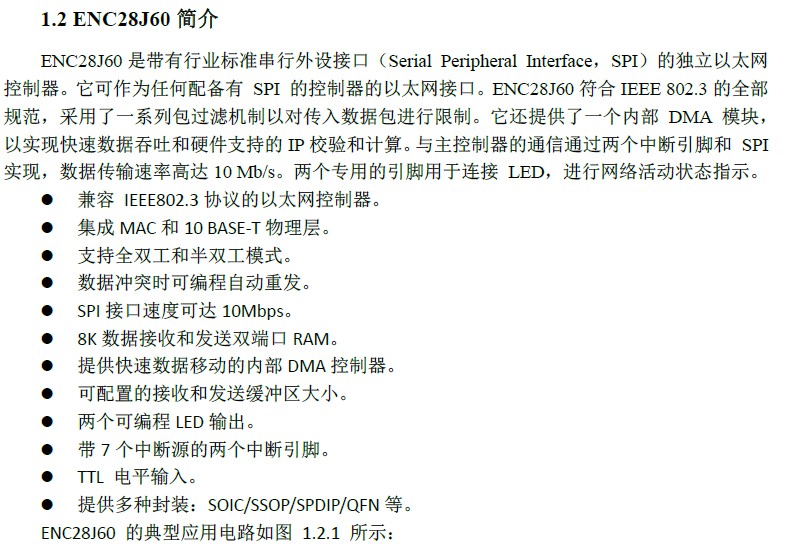 1.2 ENC28J60 简介
ENC28J60 是带有行业标准串行外设接口（Serial Peripheral Interface，SPI）的独立以太网
控制器。它可作为任何配备有 SPI 的控制器的以太网接口。ENC28J60 符合 IEEE 802.3 的全部
规范，采用了一系列包过滤机制以对传入数据包进行限制。它还提供了一个内部 DMA 模块，
以实现快速数据吞吐和硬件支持的 IP 校验和计算。与主控制器的通信通过两个中断引脚和 SPI
实现，数据传输速率高达 10 Mb/s。两个专用的引脚用于连接 LED，进行网络活动状态指示。
● 兼容 IEEE802.3 协议的以太网控制器。
● 集成 MAC 和 10 BASE-T 物理层。
● 支持全双工和半双工模式。
● 数据冲突时可编程自动重发。
● SPI 接口速度可达 10Mbps。
● 8K 数据接收和发送双端口 RAM。
● 提供快速数据移动的内部 DMA 控制器。
● 可配置的接收和发送缓冲区大小。
● 两个可编程 LED 输出。
● 带 7 个中断源的两个中断引脚。
● TTL 电平输入。
● 提供多种封装：SOIC/SSOP/SPDIP/QFN 等。
ENC28J60 的典型应用电路如图 1.2.1 所示：